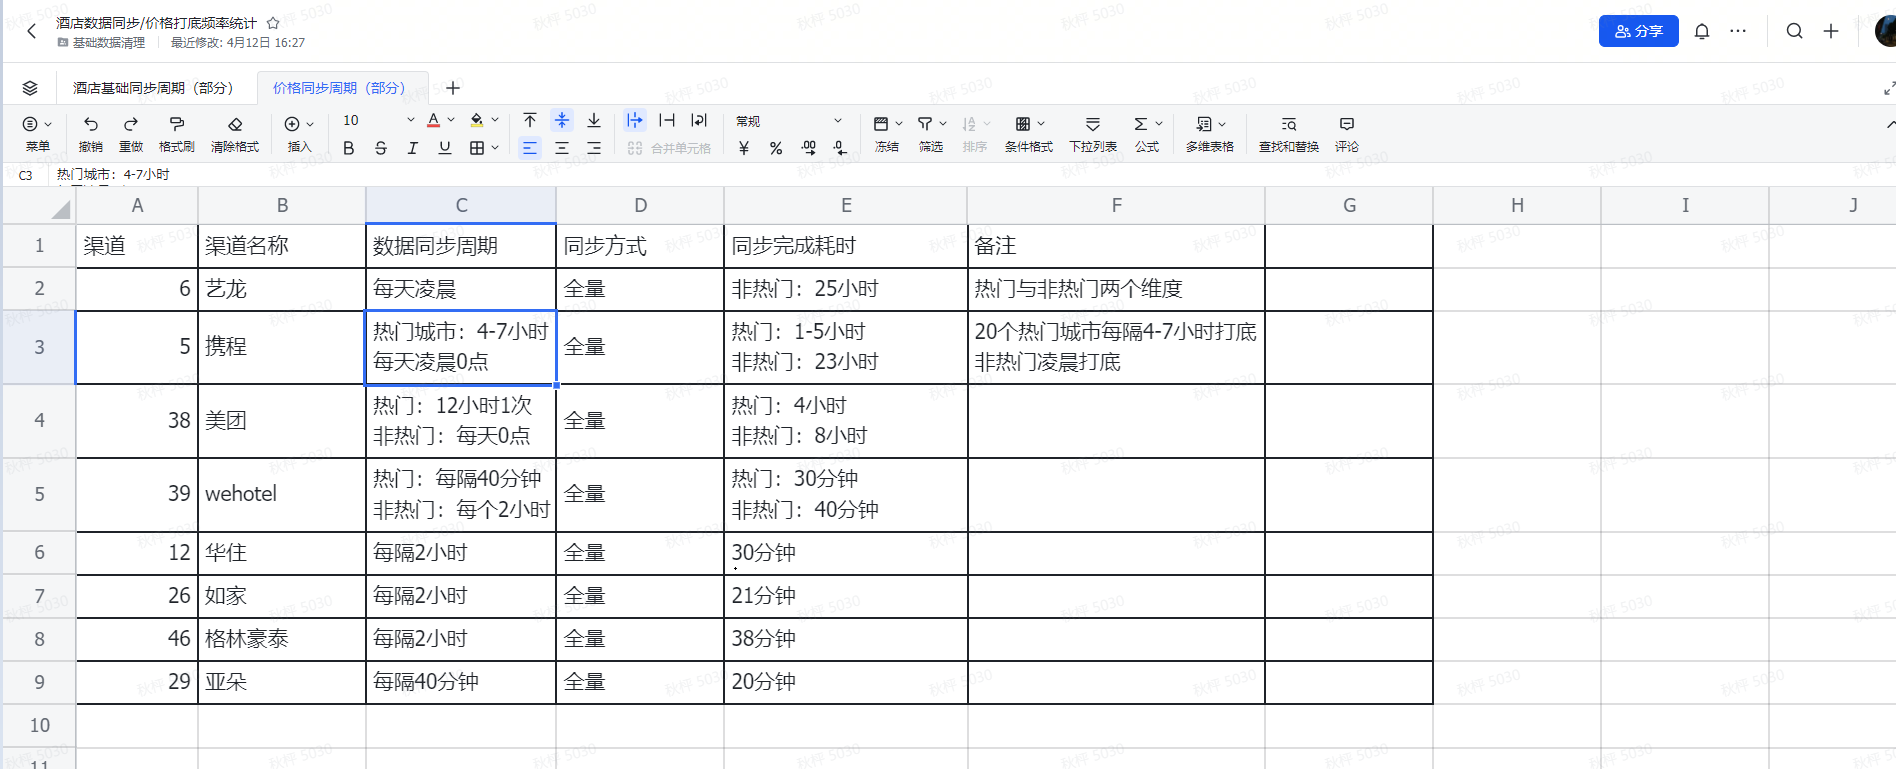 酒店数据同步/价格打底频率统计
基础数据清理 最近修改: 4月12日 16:27
分享
酒店基础同步周期（部分） 价格同步周期（部分）
10 常规
菜单 撤销 重做 格式刷 清除格式 插入 B S I U 合并单元格 ¥ % .00 .0 冻结 筛选 排序 条件格式 下拉列表 公式 多维表格 查找和替换 评论
C3 热门城市：4-7小时
A B C D E F G H I J
1 渠道 渠道名称 数据同步周期 同步方式 同步完成耗时 备注
2 6 艺龙 每天凌晨 全量 非热门：25小时 热门与非热门两个维度
3 5 携程 热门城市：4-7小时 全量 热门：1-5小时 20个热门城市每隔4-7小时打底
每天凌晨0点 非热门：23小时 非热门凌晨打底
4 38 美团 热门：12小时1次 全量 热门：4小时
非热门：每天0点 非热门：8小时
5 39 wehotel 热门：每隔40分钟 全量 热门：30分钟
非热门：每个2小时 非热门：40分钟
6 12 华住 每隔2小时 全量 30分钟
7 26 如家 每隔2小时 全量 21分钟
8 46 格林豪泰 每隔2小时 全量 38分钟
9 29 亚朵 每隔40分钟 全量 20分钟
10
11
秋枰 5030